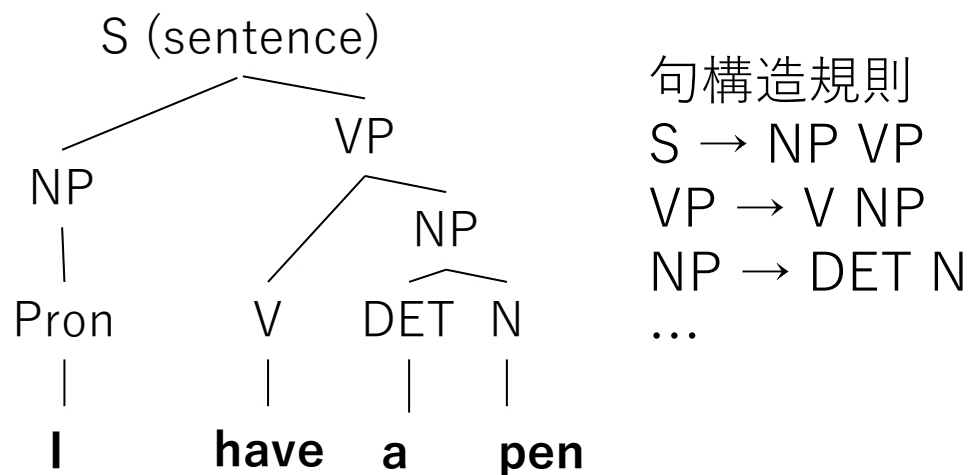 S (sentence)
VP
NP
NP
Pron V DET N
I have a pen
句構造規則
S → NP VP
VP → V NP
NP → DET N
…